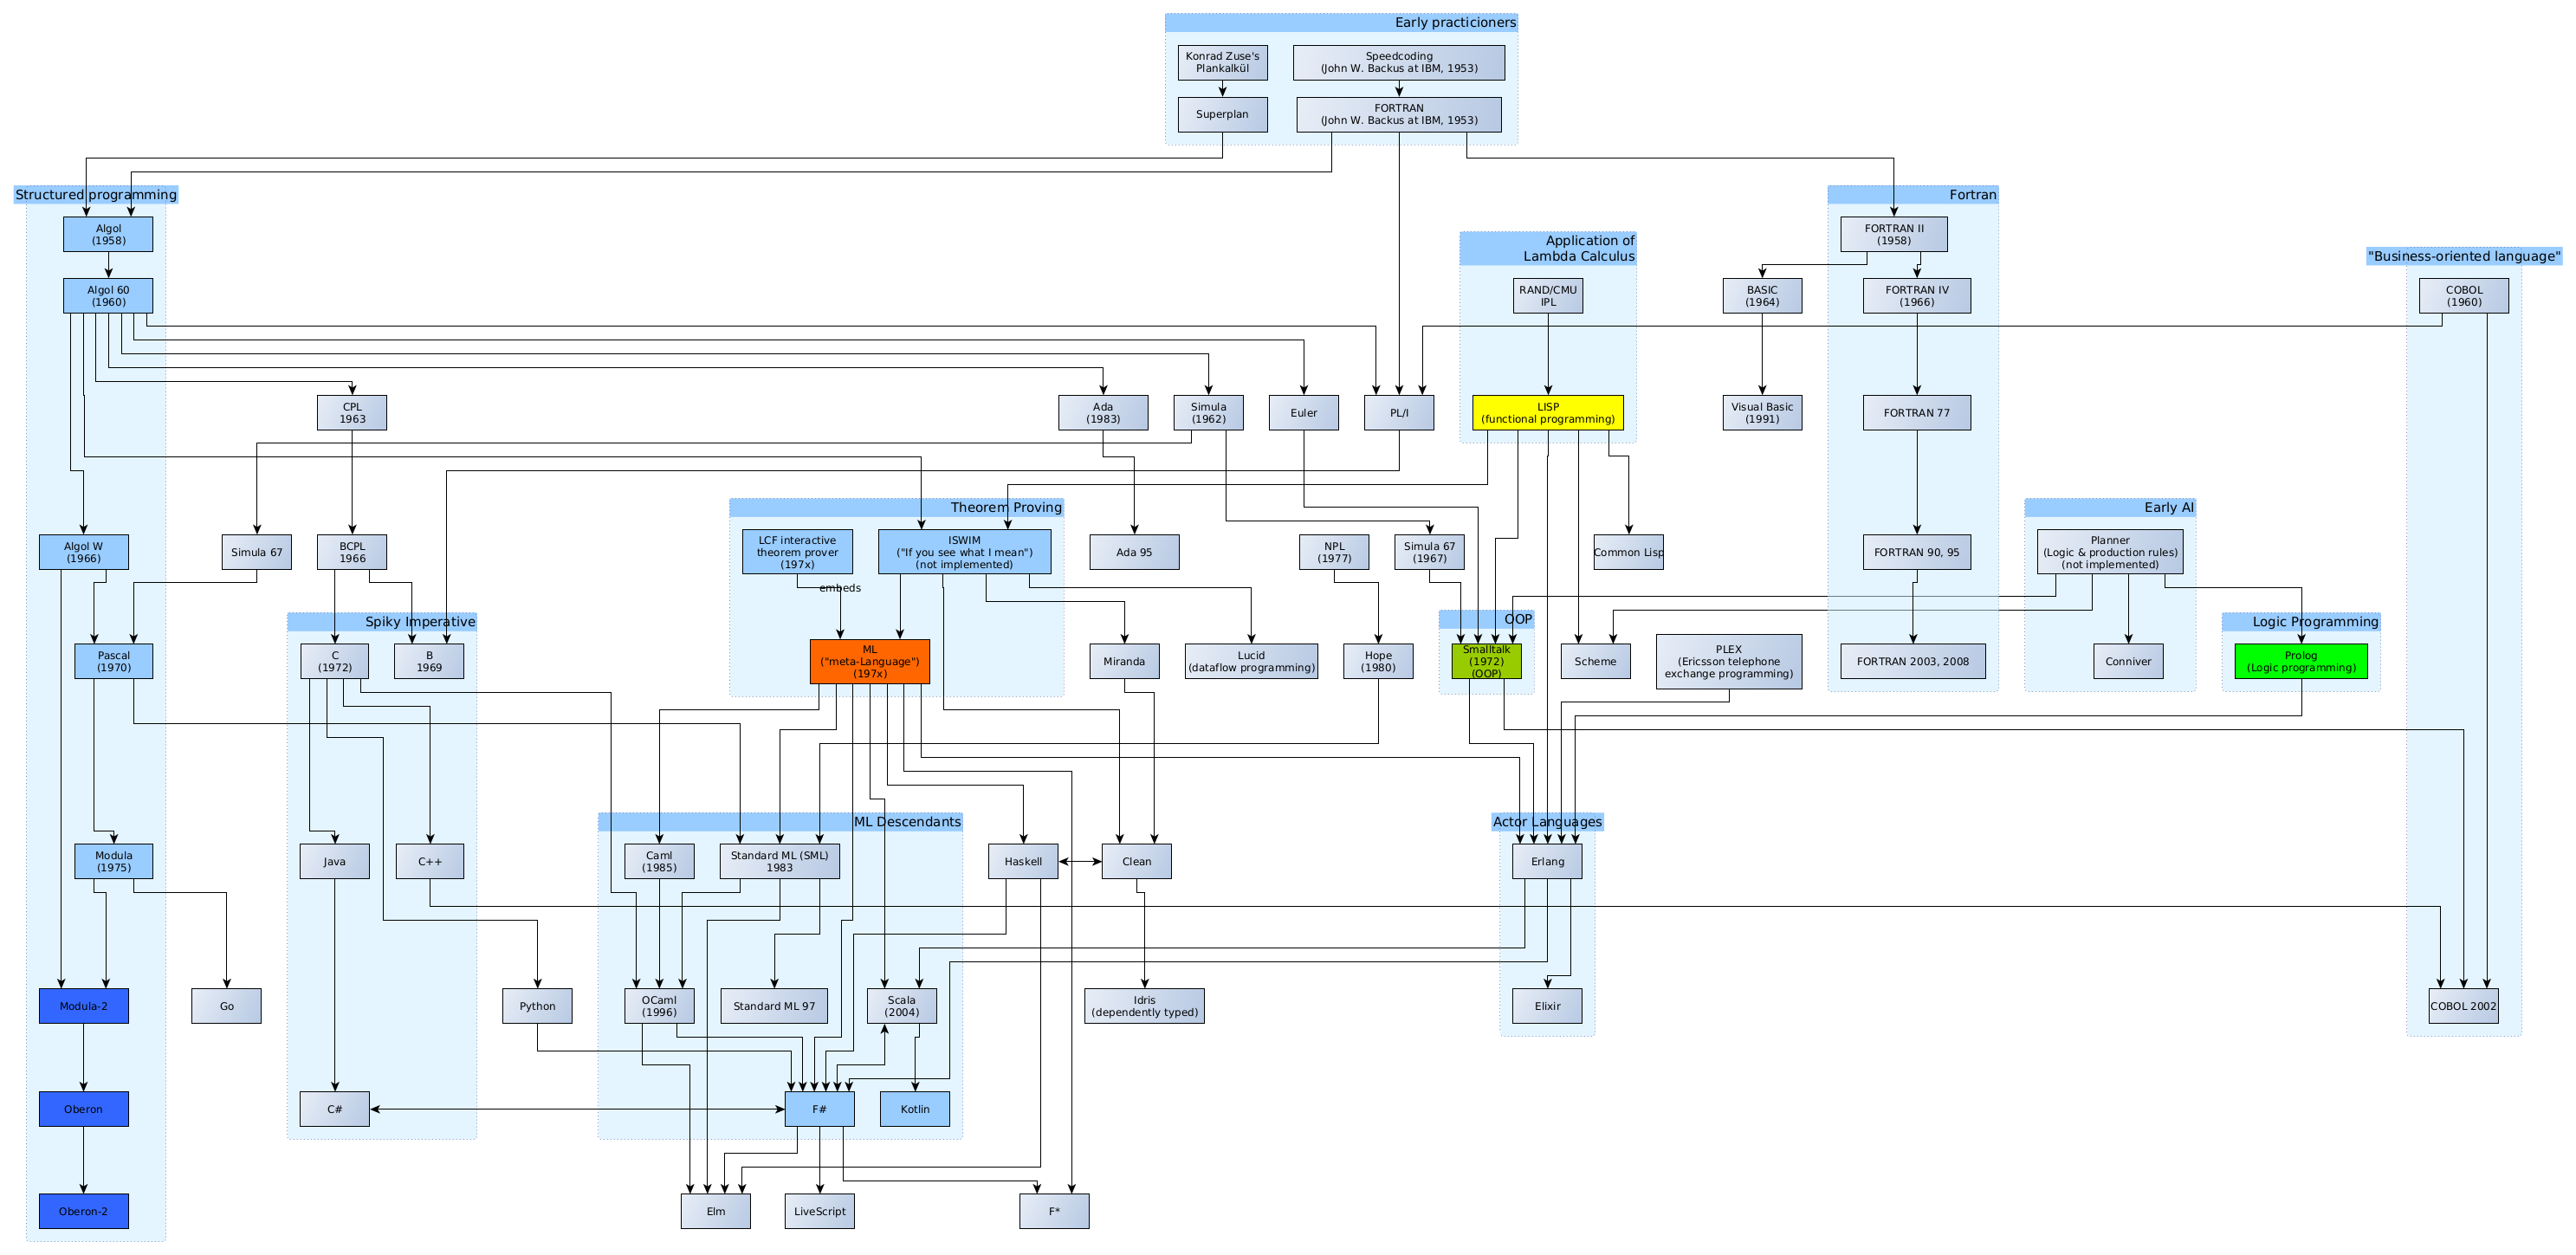 Early practicioners
Konrad Zuse's
Plankalkül
Speedcoding
(John W. Backus at IBM, 1953)
Superplan
FORTRAN
(John W. Backus at IBM, 1953)
Structured programming
Fortran
Algol
(1958)
FORTRAN II
(1958)
Application of
Lambda Calculus
"Business-oriented language"
Algol 60
(1960)
RAND/CMU
IPL
BASIC
(1964)
FORTRAN IV
(1966)
COBOL
(1960)
CPL
1963
Ada
(1983)
Simula
(1962)
Euler
PL/I
LISP
(functional programming)
Visual Basic
(1991)
FORTRAN 77
Theorem Proving
Early AI
Algol W
(1966)
Simula 67
BCPL
1966
LCF interactive
theorem prover
(197x)
ISWIM
("If you see what I mean")
(not implemented)
Ada 95
NPL
(1977)
Simula 67
(1967)
Common Lisp
FORTRAN 90, 95
Planner
(Logic & production rules)
(not implemented)
embeds
Spiky Imperative
OOP
Logic Programming
Pascal
(1970)
C
(1972)
B
1969
ML
("meta-Language")
(197x)
Miranda
Lucid
(dataflow programming)
Hope
(1980)
Smalltalk
(1972)
(OOP)
Scheme
PLEX
(Ericsson telephone
exchange programming)
FORTRAN 2003, 2008
Conniver
Prolog
(Logic programming)
ML Descendants
Actor Languages
Modula
(1975)
Java
C++
Caml
(1985)
Standard ML (SML)
1983
Haskell
Clean
Erlang
Modula-2
Go
Python
OCaml
(1996)
Standard ML 97
Scala
(2004)
Idris
(dependently typed)
Elixir
COBOL 2002
Oberon
C#
F#
Kotlin
Oberon-2
Elm
LiveScript
F*